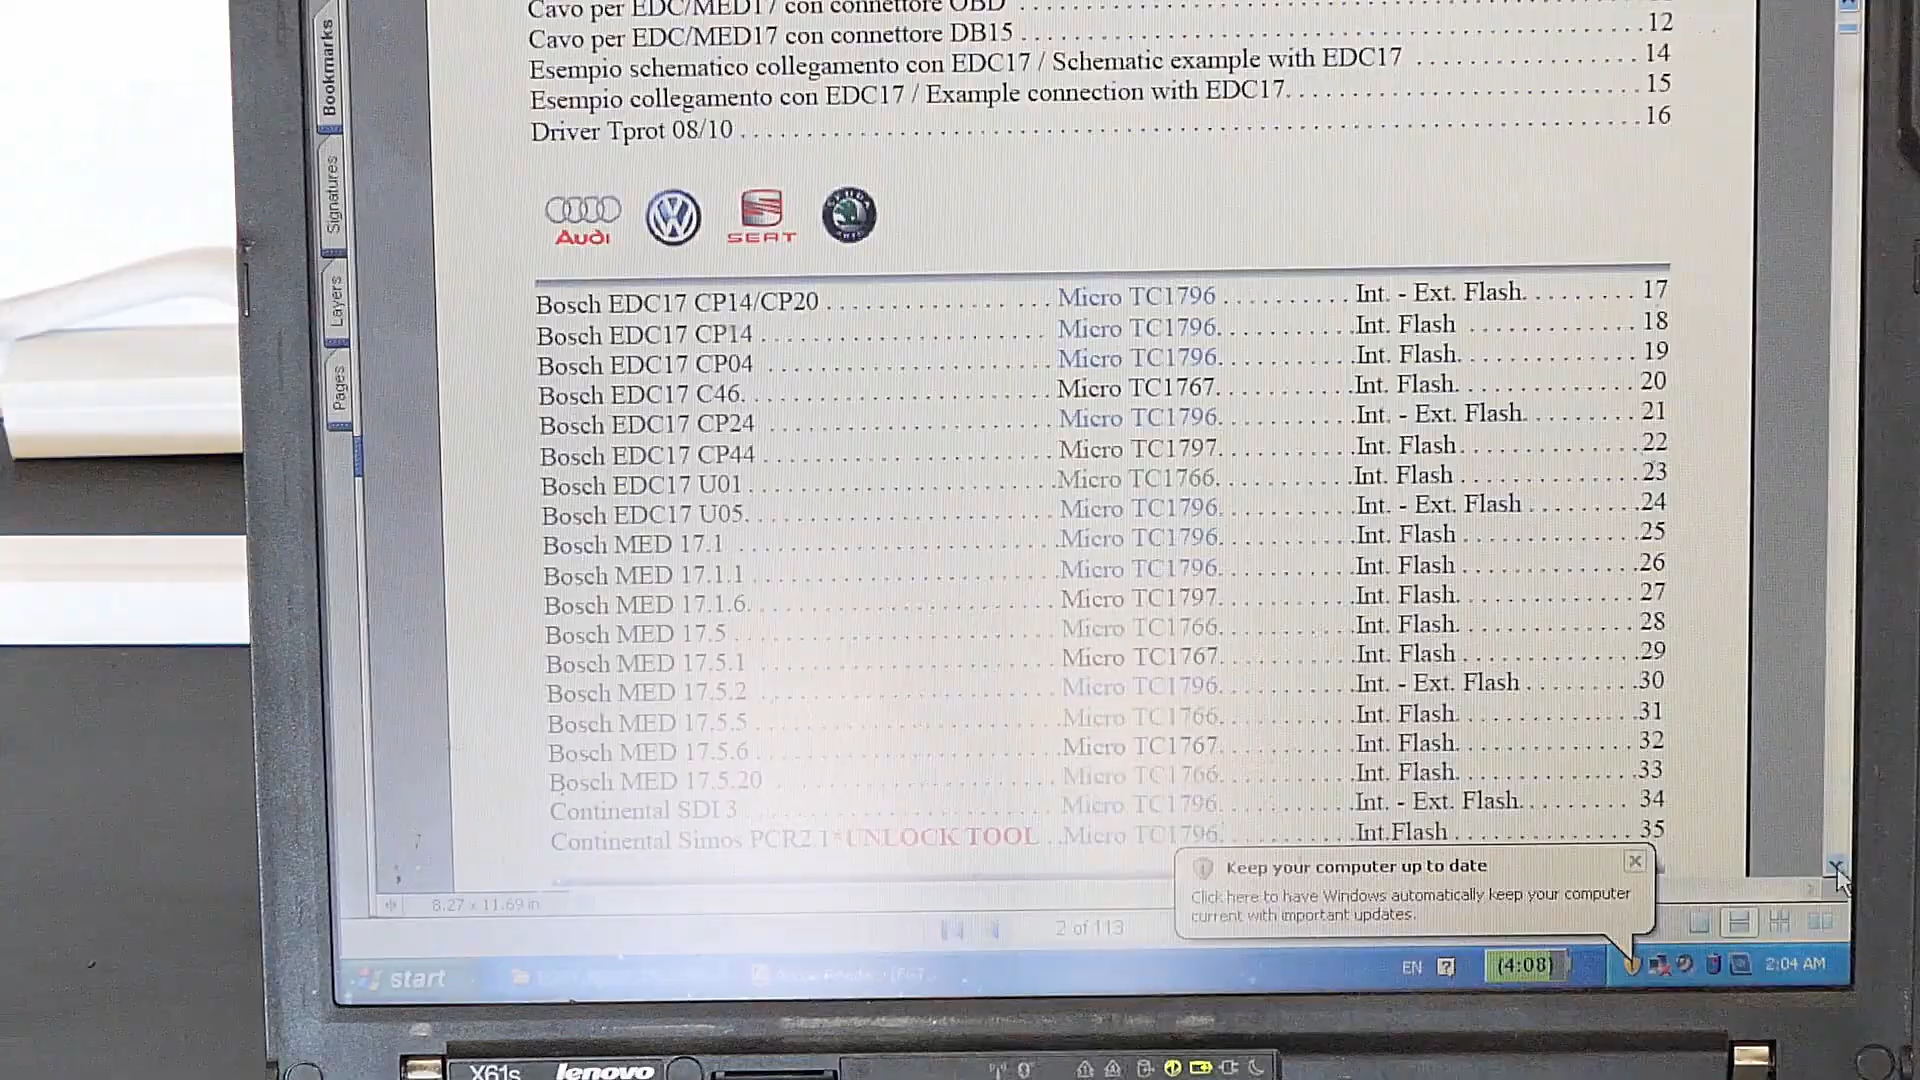 Cavo per EDC/MED17 con connettore OBD
Cavo per EDC/MED17 con connettore DB15 12
Esempio schematico collegamento con EDC17 / Schematic example with EDC17 14
Esempio collegamento con EDC17 / Example connection with EDC17. 15
Driver Tprot 08/10 16
Audi
SEAT
Bosch EDC17 CP14/CP20 Micro TC1796 Int. - Ext. Flash. 17
Bosch EDC17 CP14 Micro TC1796. Int. Flash 18
Bosch EDC17 CP04 Micro TC1796. Int. Flash. 19
Bosch EDC17 C46. Micro TC1767. Int. Flash. 20
Bosch EDC17 CP24 Micro TC1796. Int. - Ext. Flash. 21
Bosch EDC17 CP44 Micro TC1797. Int. Flash. 22
Bosch EDC17 U01 Micro TC1766. Int. Flash 23
Bosch EDC17 U05. Micro TC1796. Int. - Ext. Flash 24
Bosch MED 17.1 Micro TC1796. Int. Flash 25
Bosch MED 17.1.1 Micro TC1796. Int. Flash 26
Bosch MED 17.1.6. Micro TC1797. Int. Flash. 27
Bosch MED 17.5 Micro TC1766. Int. Flash. 28
Bosch MED 17.5.1 Micro TC1767. Int. Flash 29
Bosch MED 17.5.2 Micro TC1796. Int. - Ext. Flash 30
Bosch MED 17.5.5 Micro TC1766. Int. Flash. 31
Bosch MED 17.5.6 Micro TC1767. Int. Flash. 32
Bosch MED 17.5.20 Micro TC1766. Int. Flash. 33
Continental SDI 3 Micro TC1796. Int. - Ext. Flash. 34
Continental Simos PCR2 1*UNLOCK TOOL Micro TC1796. Int.Flash 35
Bookmarks
Signatures
Layers
Pages
Keep your computer up to date
Click here to have Windows automatically keep your computer
current with important updates.
8.27 x 11.69 in
2 of 113
start
EN
(4:08)
2:04 AM
X61s lenovo